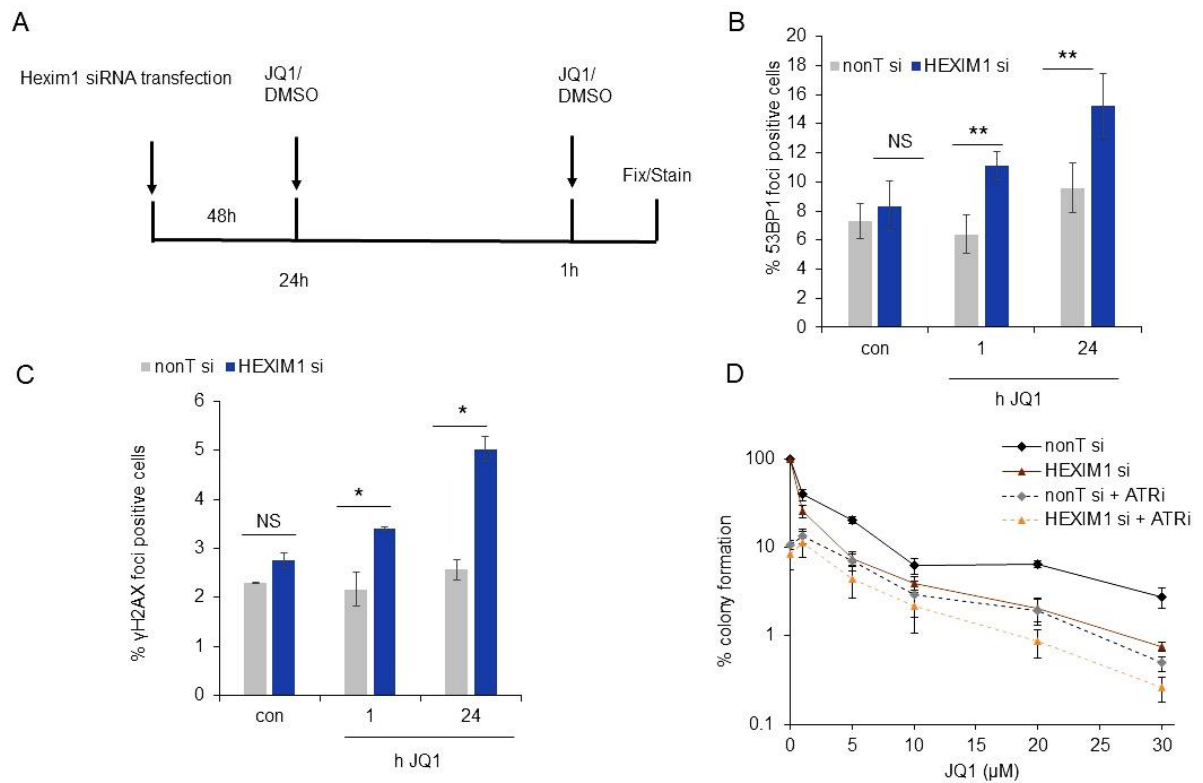 A
Hexim1 siRNA transfection
JQ1/
DMSO
JQ1/
DMSO
Fix/Stain
48h
24h
1h
B
nonT si HEXIM1 si
% 53BP1 foci positive cells
20
18
16
14
12
10
8
6
4
2
0
NS
**
**
con 1 24
h JQ1
C
nonT si HEXIM1 si
% γH2AX foci positive cells
6
5
4
3
2
1
0
NS
*
*
con 1 24
h JQ1
D
nonT si
HEXIM1 si
nonT si + ATRi
HEXIM1 si + ATRi
% colony formation
100
10
1
0.1
0 5 10 15 20 25 30
JQ1 (µM)